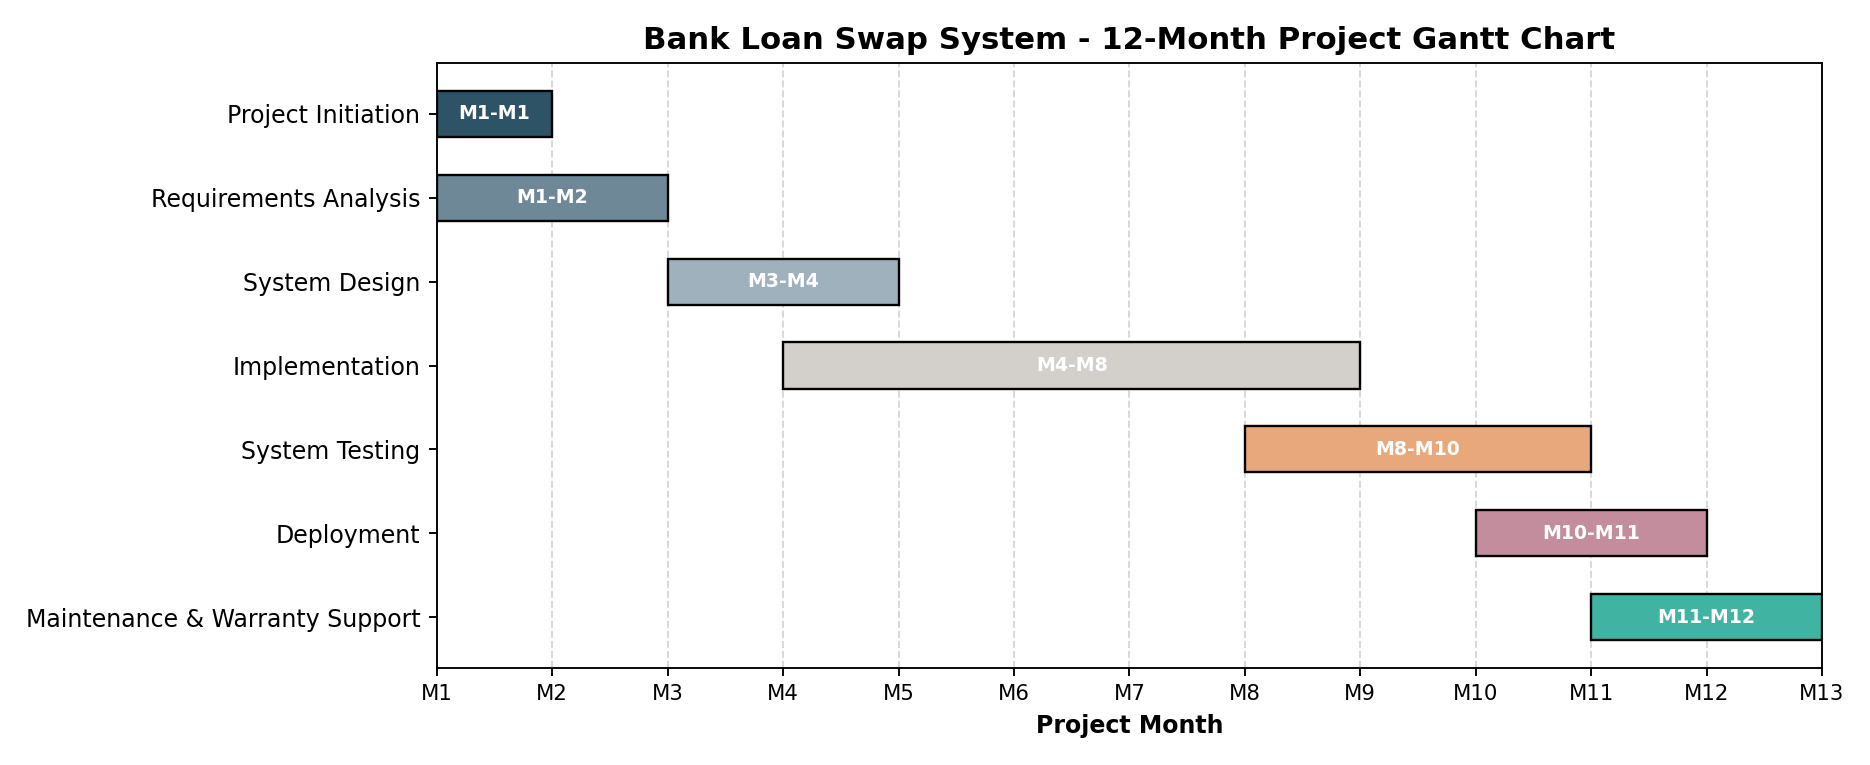 Bank Loan Swap System - 12-Month Project Gantt Chart
Project Initiation
M1-M1
Requirements Analysis
M1-M2
System Design
M3-M4
Implementation
M4-M8
System Testing
M8-M10
Deployment
M10-M11
Maintenance & Warranty Support
M11-M12
M1 M2 M3 M4 M5 M6 M7 M8 M9 M10 M11 M12 M13
Project Month